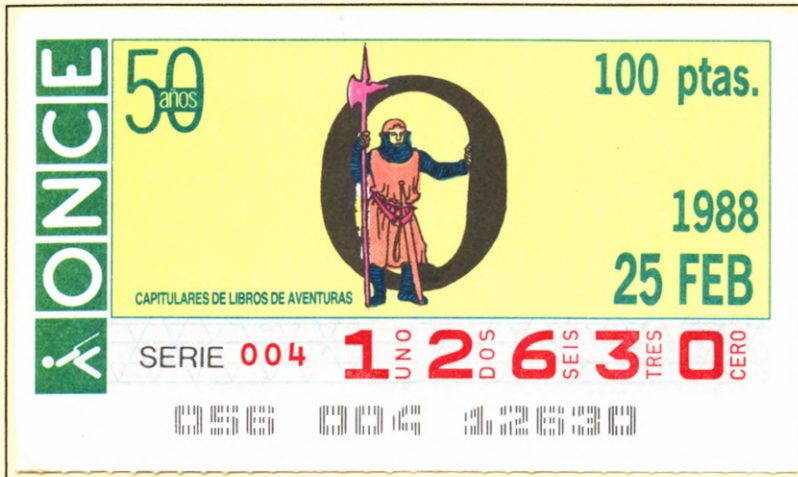 ONCE
50 años
100 ptas.
O
1988
25 FEB
CAPITULARES DE LIBROS DE AVENTURAS
SERIE 004 1 UNO 2 DOS 6 SEIS 3 TRES 0 CERO
056 004 12630